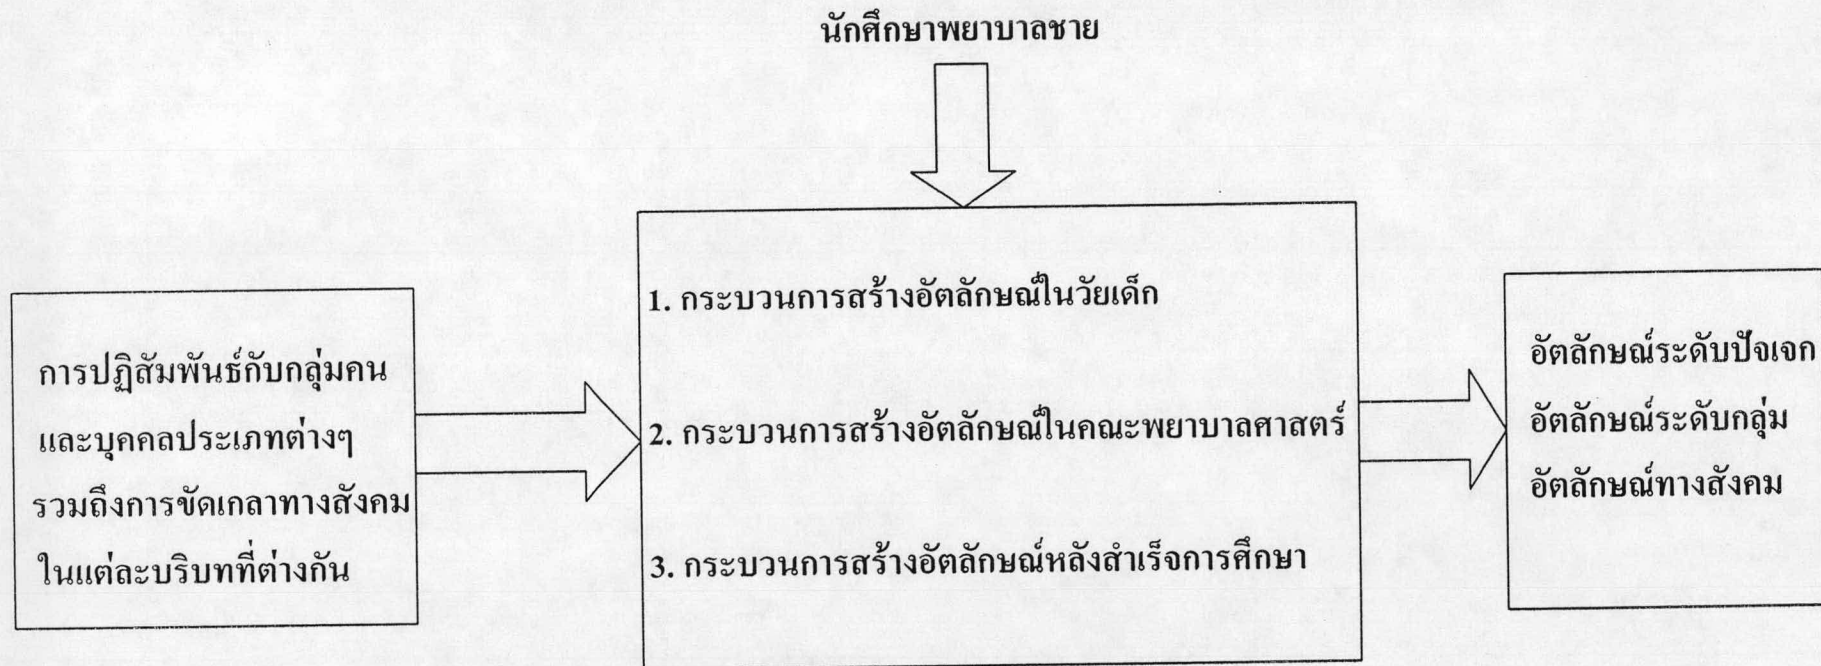 นักศึกษาพยาบาลชาย
การปฏิสัมพันธ์กับกลุ่มคน
และบุคคลประเภทต่างๆ
รวมถึงการขัดเกลาทางสังคม
ในแต่ละบริบทที่ต่างกัน
1. กระบวนการสร้างอัตลักษณ์ในวัยเด็ก
2. กระบวนการสร้างอัตลักษณ์ในคณะพยาบาลศาสตร์
3. กระบวนการสร้างอัตลักษณ์หลังสำเร็จการศึกษา
อัตลักษณ์ระดับปัจเจก
อัตลักษณ์ระดับกลุ่ม
อัตลักษณ์ทางสังคม